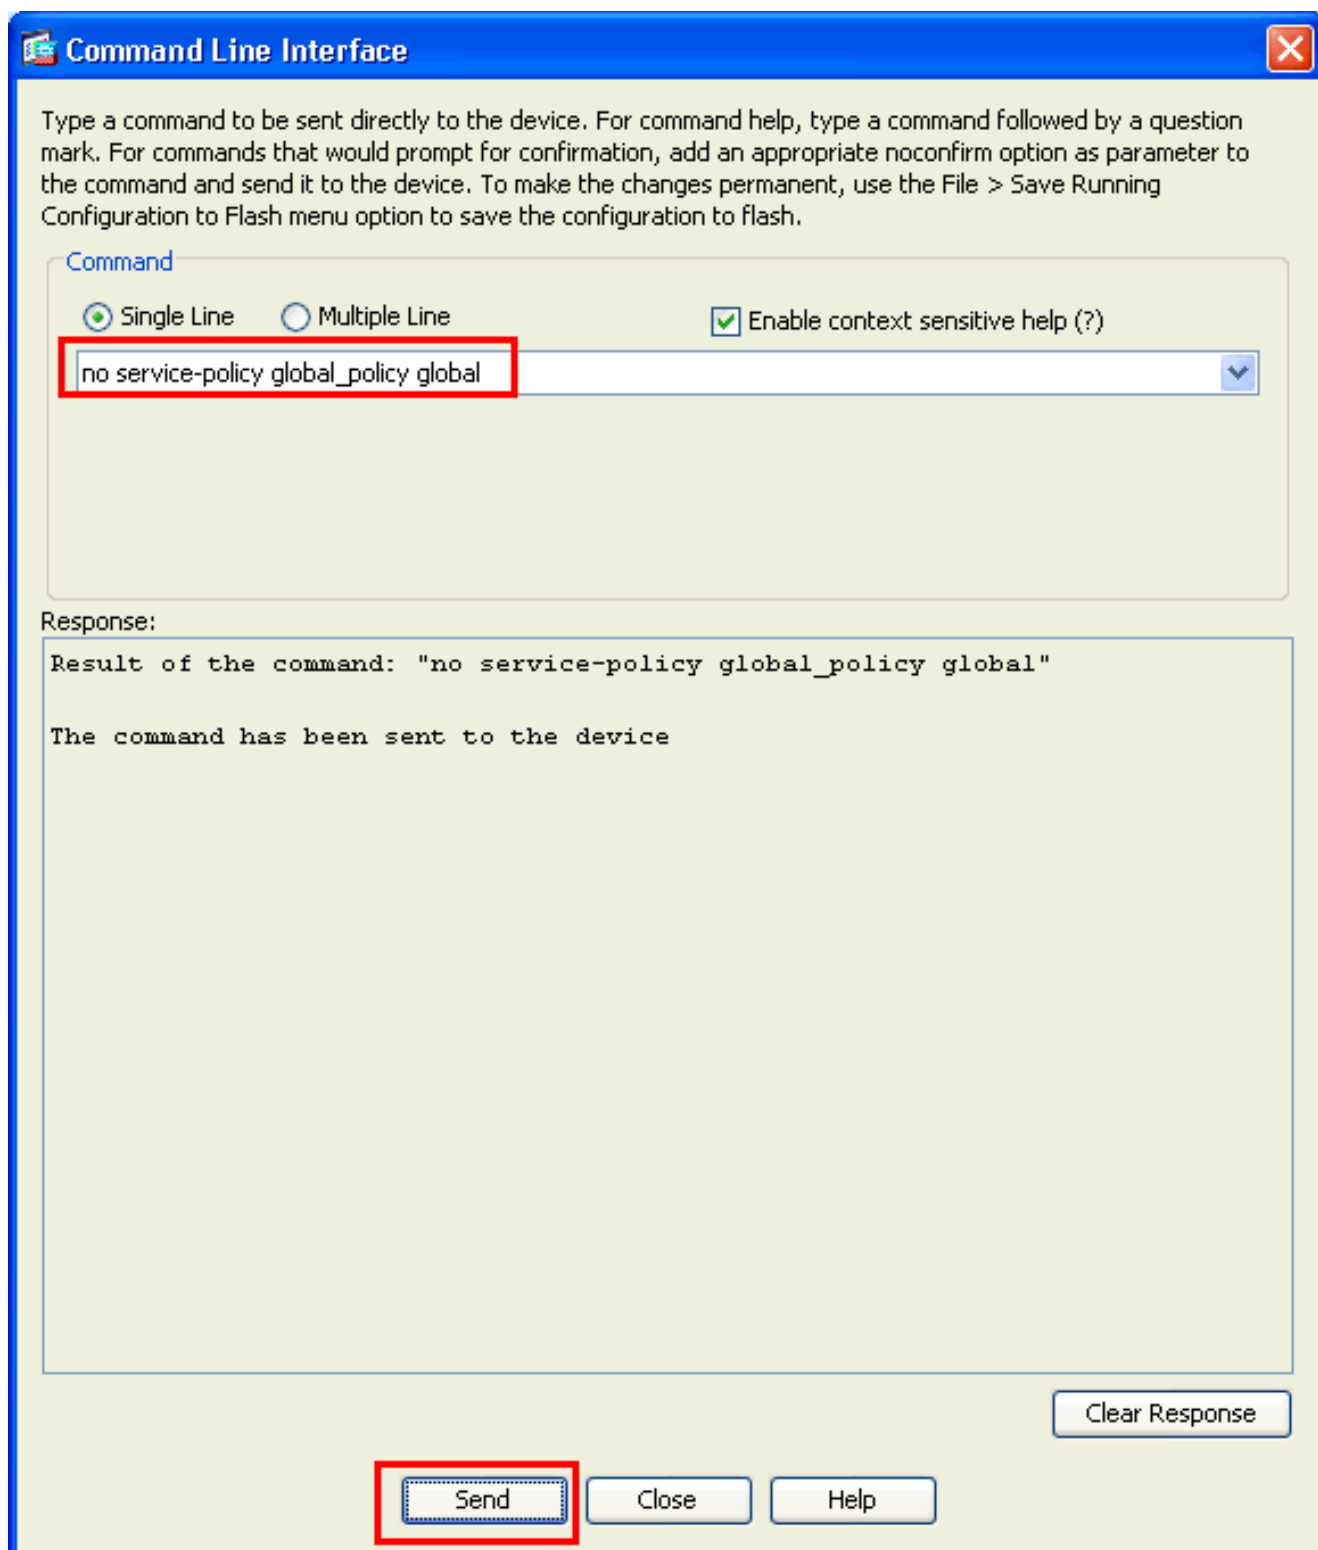 Command Line Interface
Type a command to be sent directly to the device. For command help, type a command followed by a question
mark. For commands that would prompt for confirmation, add an appropriate noconfirm option as parameter to
the command and send it to the device. To make the changes permanent, use the File > Save Running
Configuration to Flash menu option to save the configuration to flash.
Command
Single Line Multiple Line Enable context sensitive help (?)
no service-policy global_policy global
Response:
Result of the command: "no service-policy global_policy global"
The command has been sent to the device
Clear Response
Send Close Help